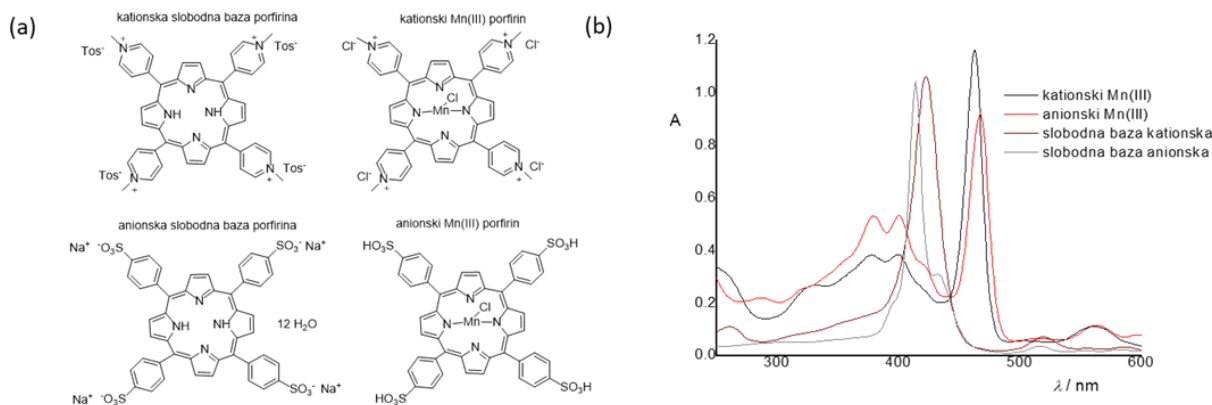 (a)
kationska slobodna baza porfirina
kationski Mn(III) porfirin
Tos⁻ N⁺ N⁺ Tos⁻
Cl⁻ N⁺ N⁺ Cl⁻
N
NH HN
N
N
Cl
N Mn N
N
Tos⁻ N⁺ Tos⁻ N⁺
Cl⁻ N⁺ N⁺ Cl⁻
anionska slobodna baza porfirina
anionski Mn(III) porfirin
Na⁺ ⁻O₃S SO₃⁻ Na⁺
HO₃S SO₃H
N
NH NH
N
12 H₂O
N
Cl
N Mn N
N
Na⁺ ⁻O₃S SO₃⁻ Na⁺
HO₃S SO₃H
(b)
1.2
1.0
A
0.8
0.6
0.4
0.2
0.0
300 400 500 600
λ / nm
kationski Mn(III)
anionski Mn(III)
slobodna baza kationska
slobodna baza anionska